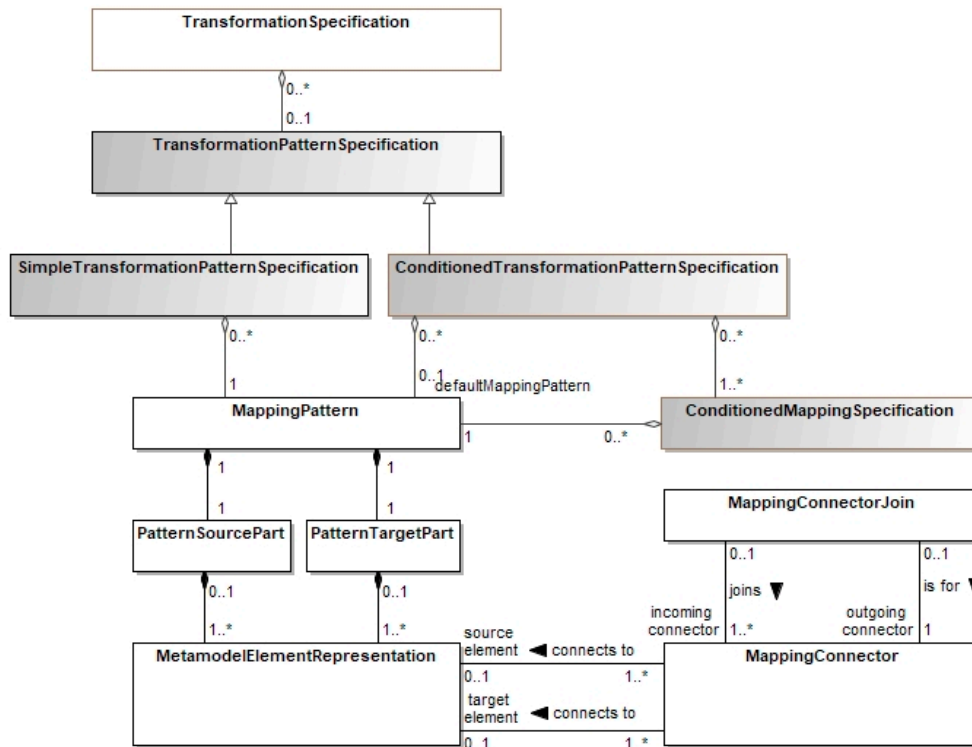 TransformationSpecification
0..*
0..1
TransformationPatternSpecification
SimpleTransformationPatternSpecification
ConditionedTransformationPatternSpecification
0..*
0..*
0..*
1
0..1
defaultMappingPattern
1..*
MappingPattern
ConditionedMappingSpecification
1
0..*
1
1
1
1
MappingConnectorJoin
PatternSourcePart
PatternTargetPart
0..1
0..1
joins ▼
is for ▼
0..1
0..1
incoming
connector
outgoing
connector
1..*
1..*
1..*
1
source
element
◄ connects to
MetamodelElementRepresentation
MappingConnector
0..1
1..*
target
element
◄ connects to
0..1
1..*